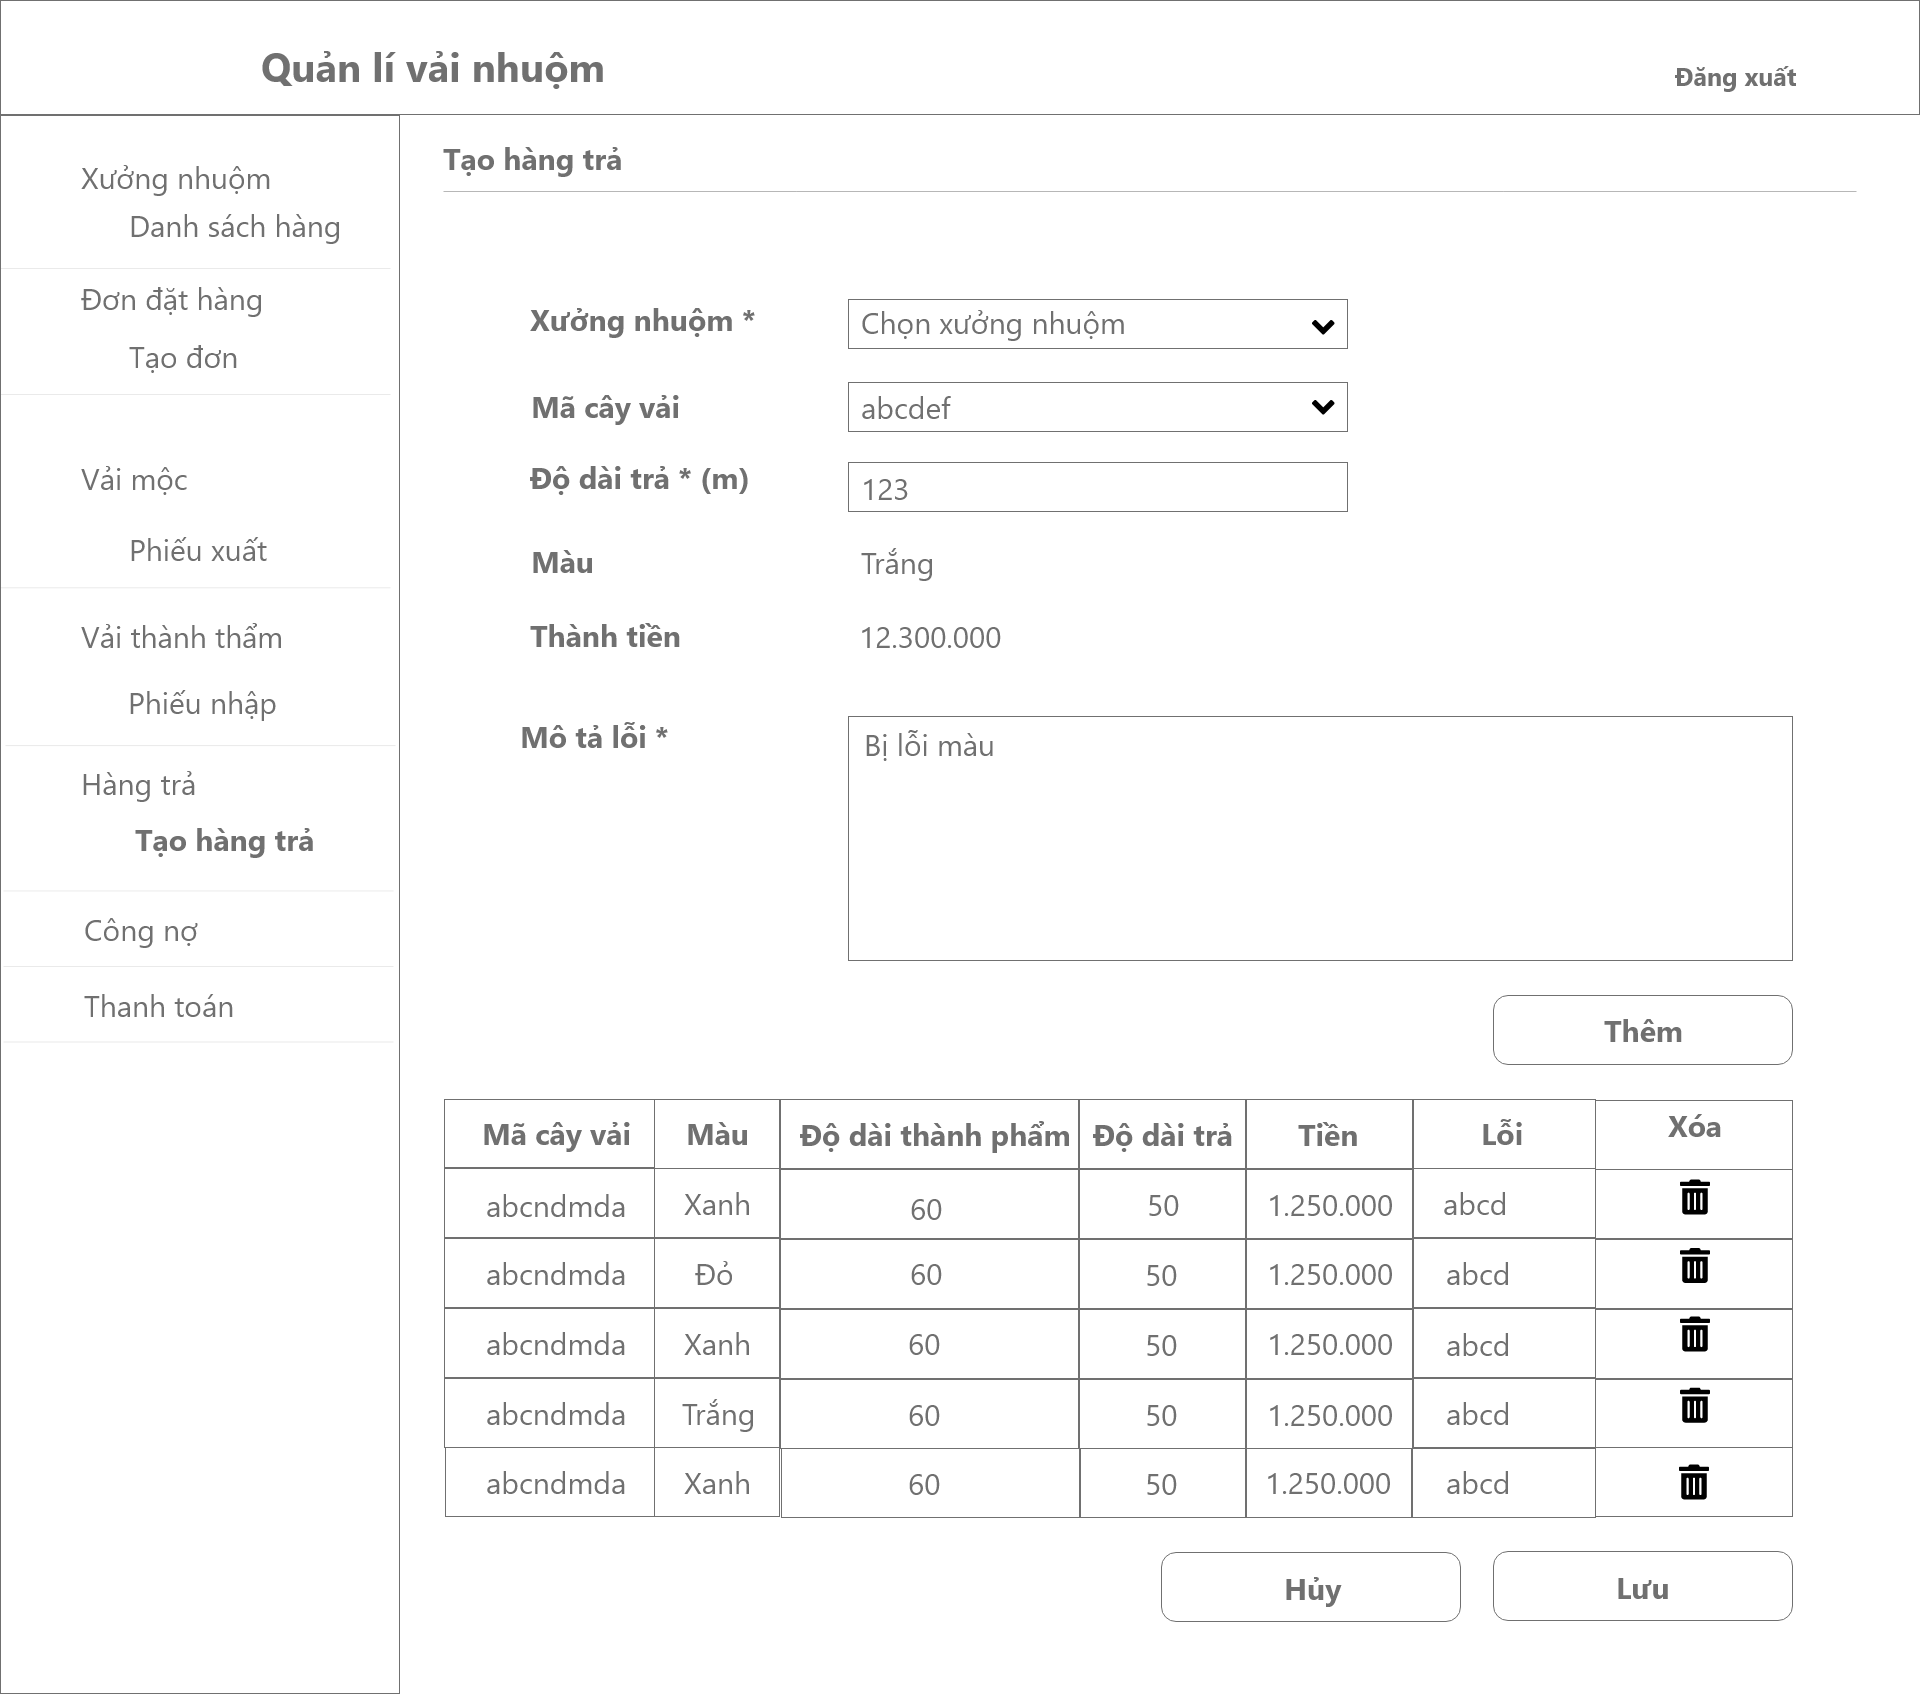 Quản lí vải nhuộm
Đăng xuất
Xưởng nhuộm
Danh sách hàng
Đơn đặt hàng
Tạo đơn
Vải mộc
Phiếu xuất
Vải thành thẩm
Phiếu nhập
Hàng trả
Tạo hàng trả
Công nợ
Thanh toán
Tạo hàng trả
Xưởng nhuộm * Chọn xưởng nhuộm
Mã cây vải abcdef
Độ dài trả * (m) 123
Màu Trắng
Thành tiền 12.300.000
Mô tả lỗi * Bị lỗi màu
Thêm
Mã cây vải Màu Độ dài thành phẩm Độ dài trả Tiền Lỗi Xóa
abcndmda Xanh 60 50 1.250.000 abcd
abcndmda Đỏ 60 50 1.250.000 abcd
abcndmda Xanh 60 50 1.250.000 abcd
abcndmda Trắng 60 50 1.250.000 abcd
abcndmda Xanh 60 50 1.250.000 abcd
Hủy Lưu